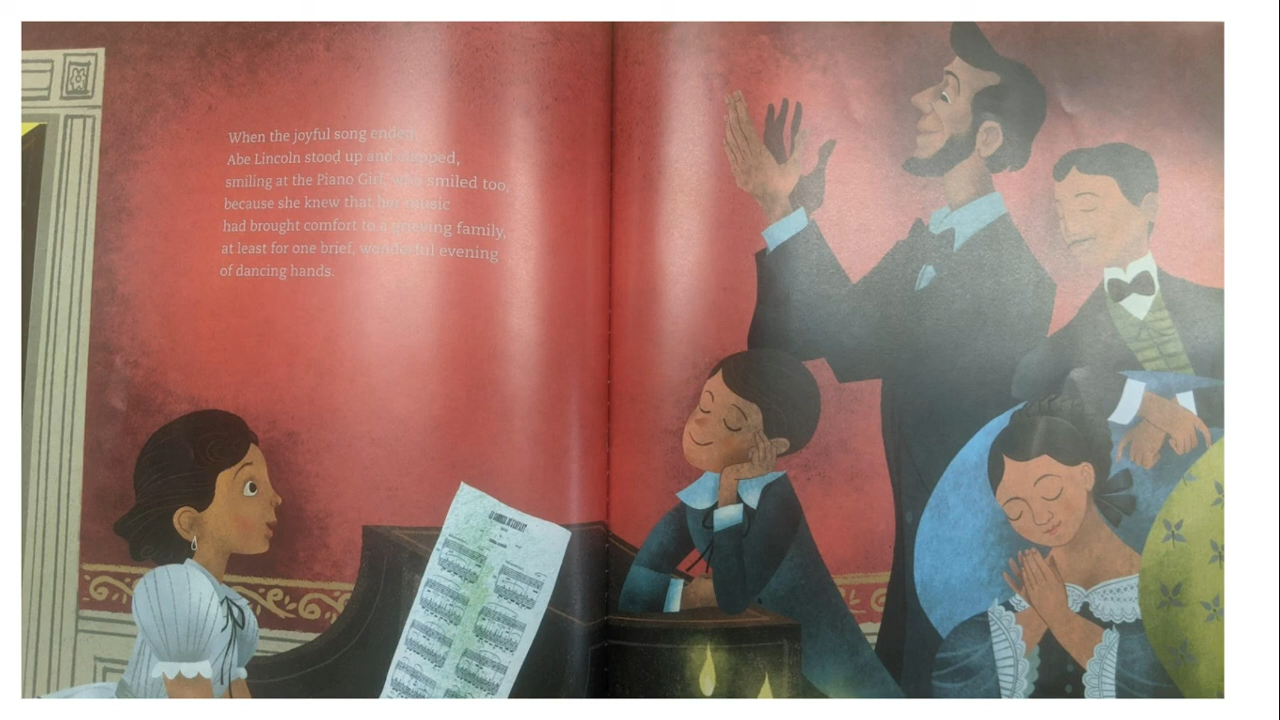 When the joyful song ended,
Abe Lincoln stood up and clapped,
smiling at the Piano Girl, who smiled too,
because she knew that her music
had brought comfort to a grieving family,
at least for one brief, wonderful evening
of dancing hands.